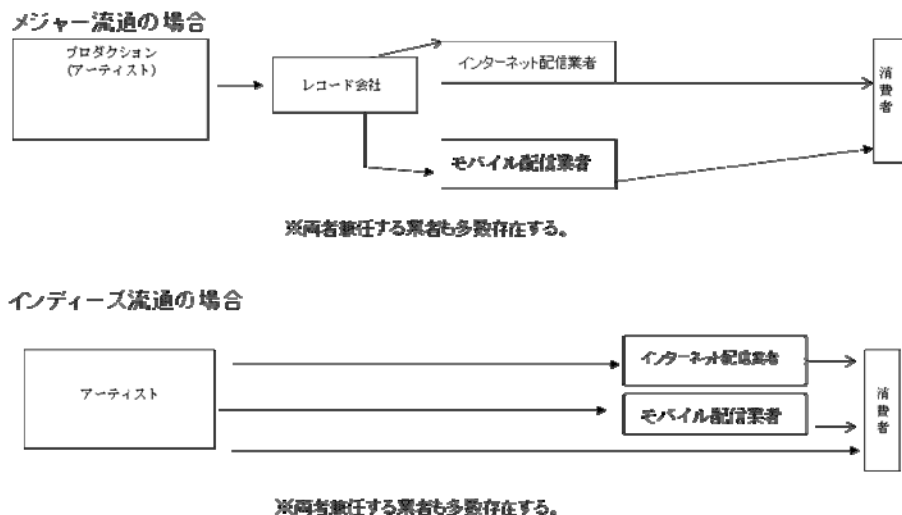 メジャー流通の場合
プロダクション
(アーティスト)
レコード会社
インターネット配信業者
モバイル配信業者
消費者
※両者兼任する業者も多数存在する。
インディーズ流通の場合
アーティスト
インターネット配信業者
モバイル配信業者
消費者
※両者兼任する業者も多数存在する。